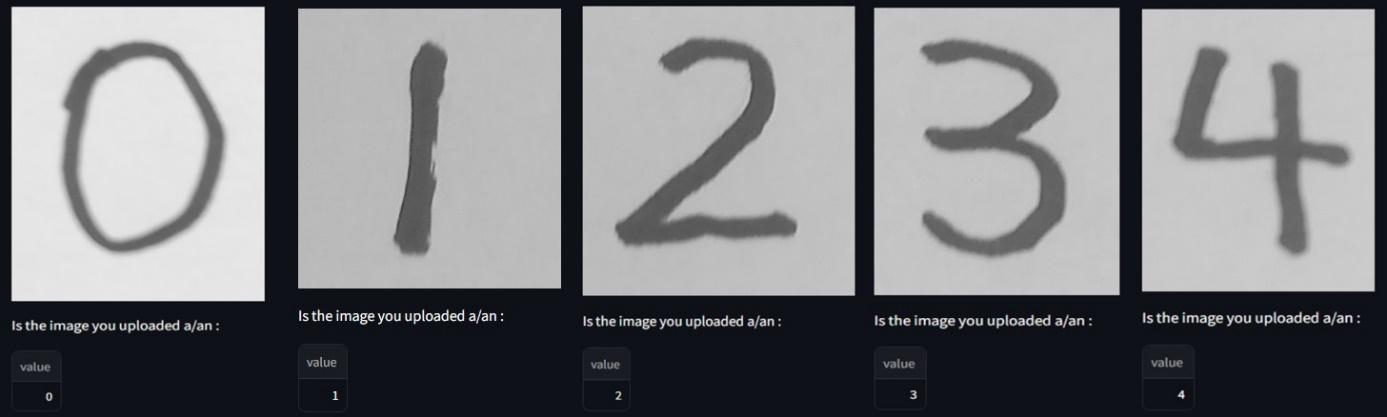 0 1 2 3 4
Is the image you uploaded a/an : Is the image you uploaded a/an : Is the image you uploaded a/an : Is the image you uploaded a/an : Is the image you uploaded a/an :
value value value value value
0 1 2 3 4